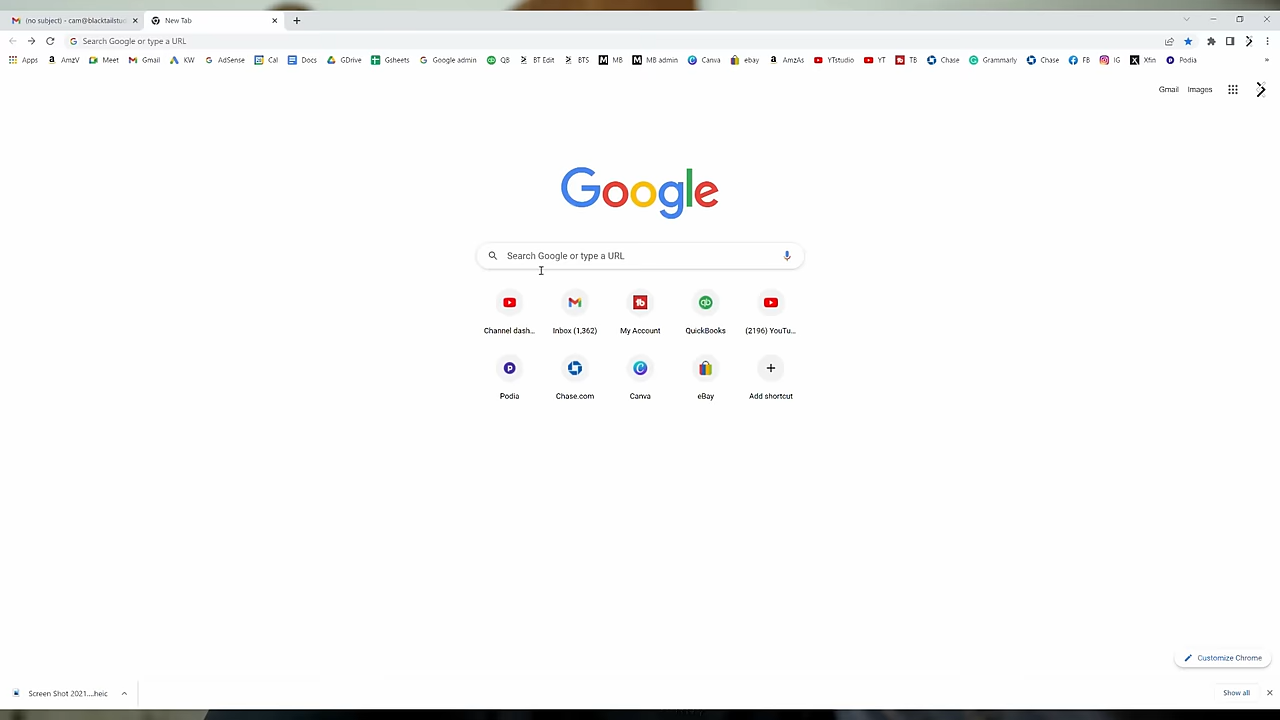 (no subject) - cam@blacktailstud
New Tab
Search Google or type a URL
Apps AmzV Meet Gmail KW AdSense Cal Docs GDrive Gsheets Google admin QB BT Edit BTS MB MB admin Canva ebay AmzAs YTstudio YT TB Chase Grammarly Chase FB IG Xfin Podia »
Gmail Images
Google
Search Google or type a URL
Channel dash... Inbox (1,362) My Account QuickBooks (2196) YouTu...
Podia Chase.com Canva eBay Add shortcut
Customize Chrome
Screen Shot 2021....heic
Show all